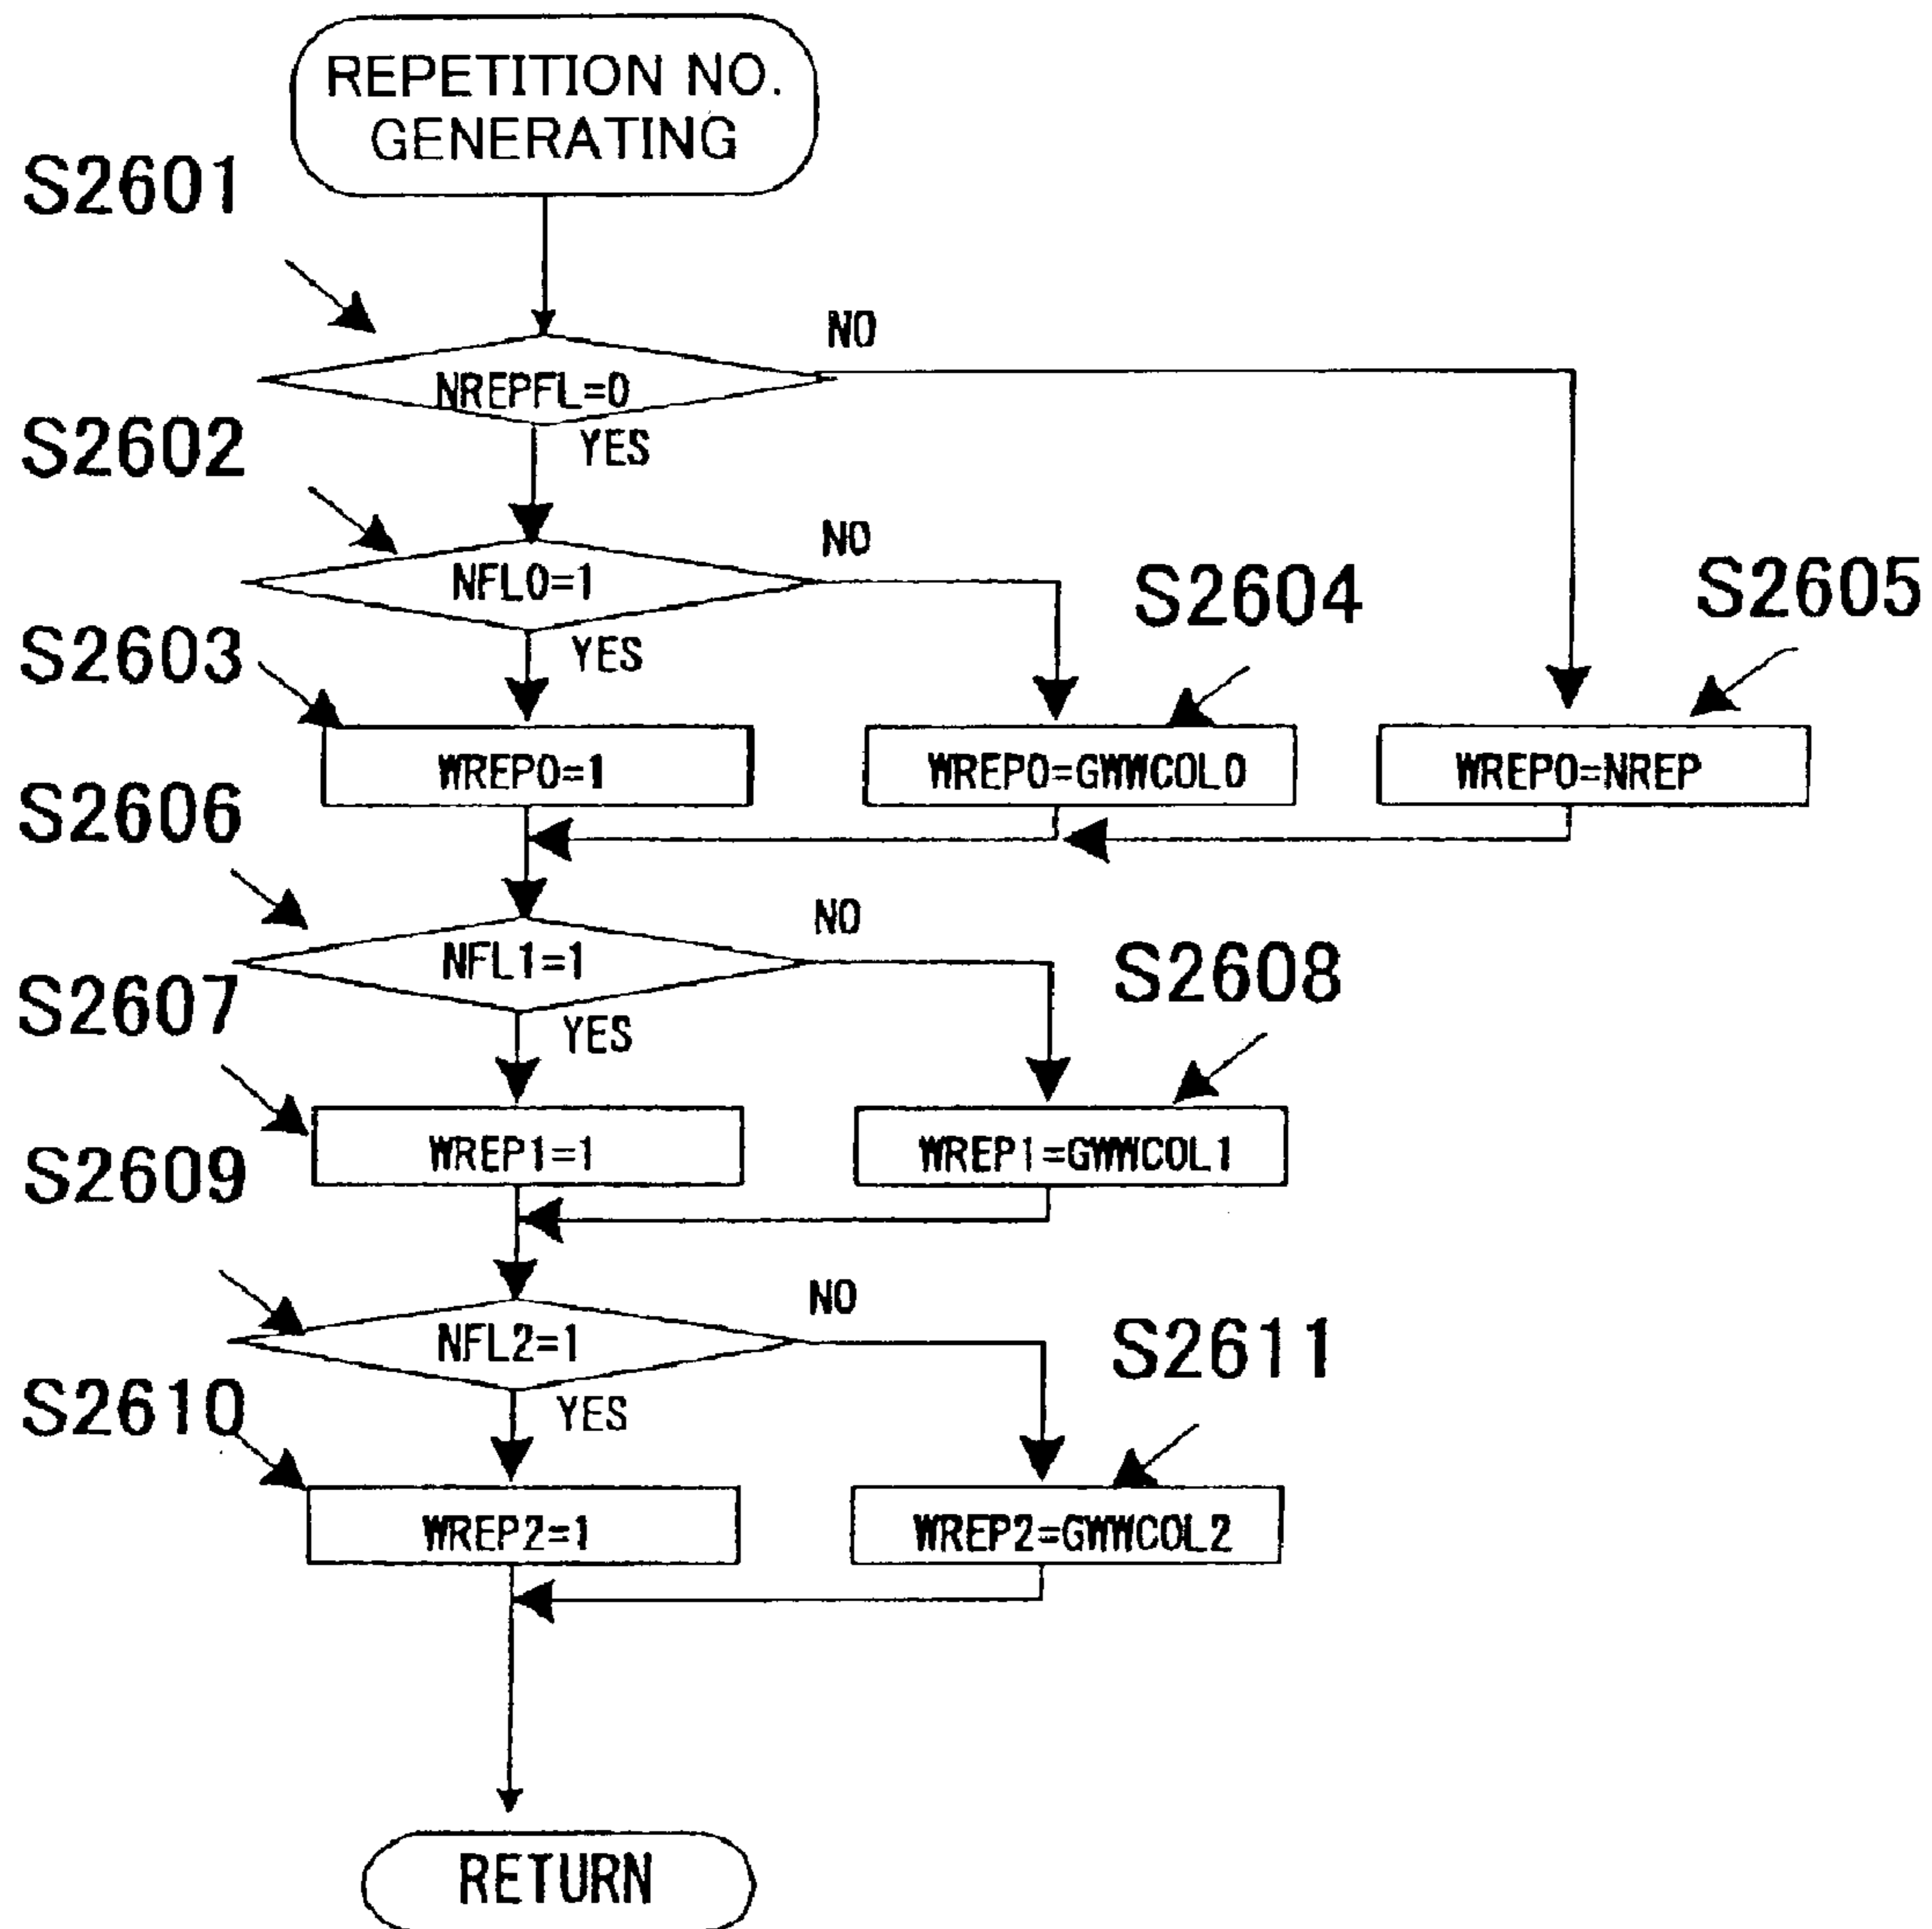 REPETITION NO.
GENERATING
S2601
NO
NREPFL=0
S2602
YES
NO
NFL0=1
S2604
S2605
S2603
YES
WREP0=1
WREP0=GWWCOL0
WREP0=NREP
S2606
NO
NFL1=1
S2608
S2607
YES
WREP1=1
WREP1=GWWCOL1
S2609
NO
NFL2=1
S2611
S2610
YES
WREP2=1
WREP2=GWWCOL2
RETURN